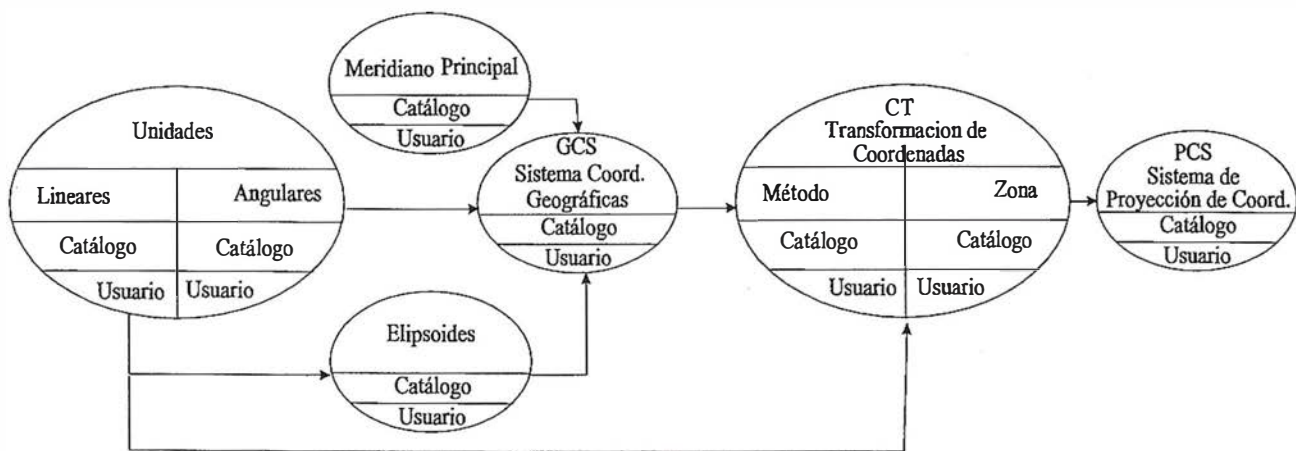 Unidades
Lineares
Angulares
Catálogo
Catálogo
Usuario
Usuario
Meridiano Principal
Catálogo
Usuario
Elipsoides
Catálogo
Usuario
GCS
Sistema Coord.
Geográficas
Catálogo
Usuario
CT
Transformacion de
Coordenadas
Método
Zona
Catálogo
Catálogo
Usuario
Usuario
PCS
Sistema de
Proyección de Coord.
Catálogo
Usuario